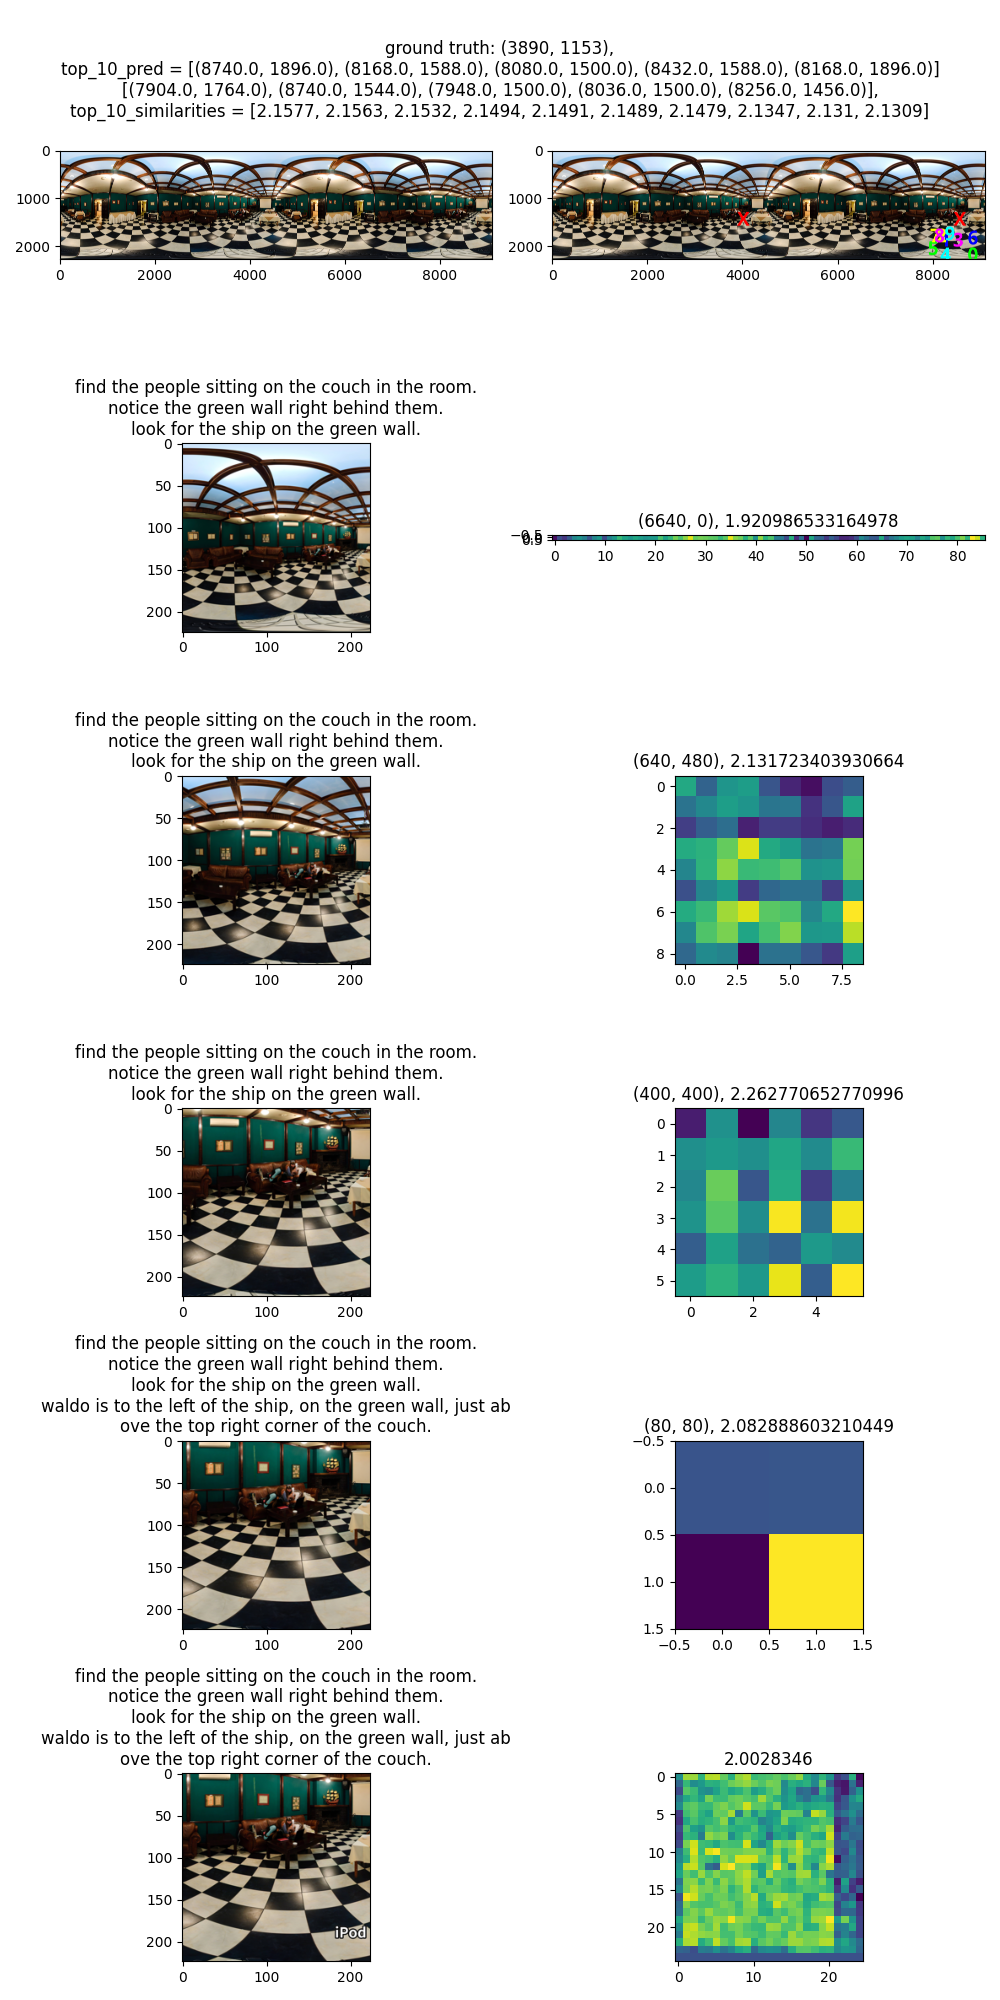 ground truth: (3890, 1153),
top_10_pred = [(8740.0, 1896.0), (8168.0, 1588.0), (8080.0, 1500.0), (8432.0, 1588.0), (8168.0, 1896.0)]
[(7904.0, 1764.0), (8740.0, 1544.0), (7948.0, 1500.0), (8036.0, 1500.0), (8256.0, 1456.0)],
top_10_similarities = [2.1577, 2.1563, 2.1532, 2.1494, 2.1491, 2.1489, 2.1479, 2.1347, 2.131, 2.1309]
0
1000
2000
0 2000 4000 6000 8000
0
1000
2000
X X
8 9 3 6
5 4 0
0 2000 4000 6000 8000
find the people sitting on the couch in the room.
notice the green wall right behind them.
look for the ship on the green wall.
0
50
100
150
200
0 100 200
(6640, 0), 1.920986533164978
−0.5
0.5
0 10 20 30 40 50 60 70 80
find the people sitting on the couch in the room.
notice the green wall right behind them.
look for the ship on the green wall.
0
50
100
150
200
0 100 200
(640, 480), 2.131723403930664
0
2
4
6
8
0.0 2.5 5.0 7.5
find the people sitting on the couch in the room.
notice the green wall right behind them.
look for the ship on the green wall.
0
50
100
150
200
0 100 200
(400, 400), 2.262770652770996
0
1
2
3
4
5
0 2 4
find the people sitting on the couch in the room.
notice the green wall right behind them.
look for the ship on the green wall.
waldo is to the left of the ship, on the green wall, just ab
ove the top right corner of the couch.
0
50
100
150
200
0 100 200
(80, 80), 2.082888603210449
−0.5
0.0
0.5
1.0
1.5
−0.5 0.0 0.5 1.0 1.5
find the people sitting on the couch in the room.
notice the green wall right behind them.
look for the ship on the green wall.
waldo is to the left of the ship, on the green wall, just ab
ove the top right corner of the couch.
0
50
100
150
200
iPod
0 100 200
2.0028346
0
5
10
15
20
0 10 20